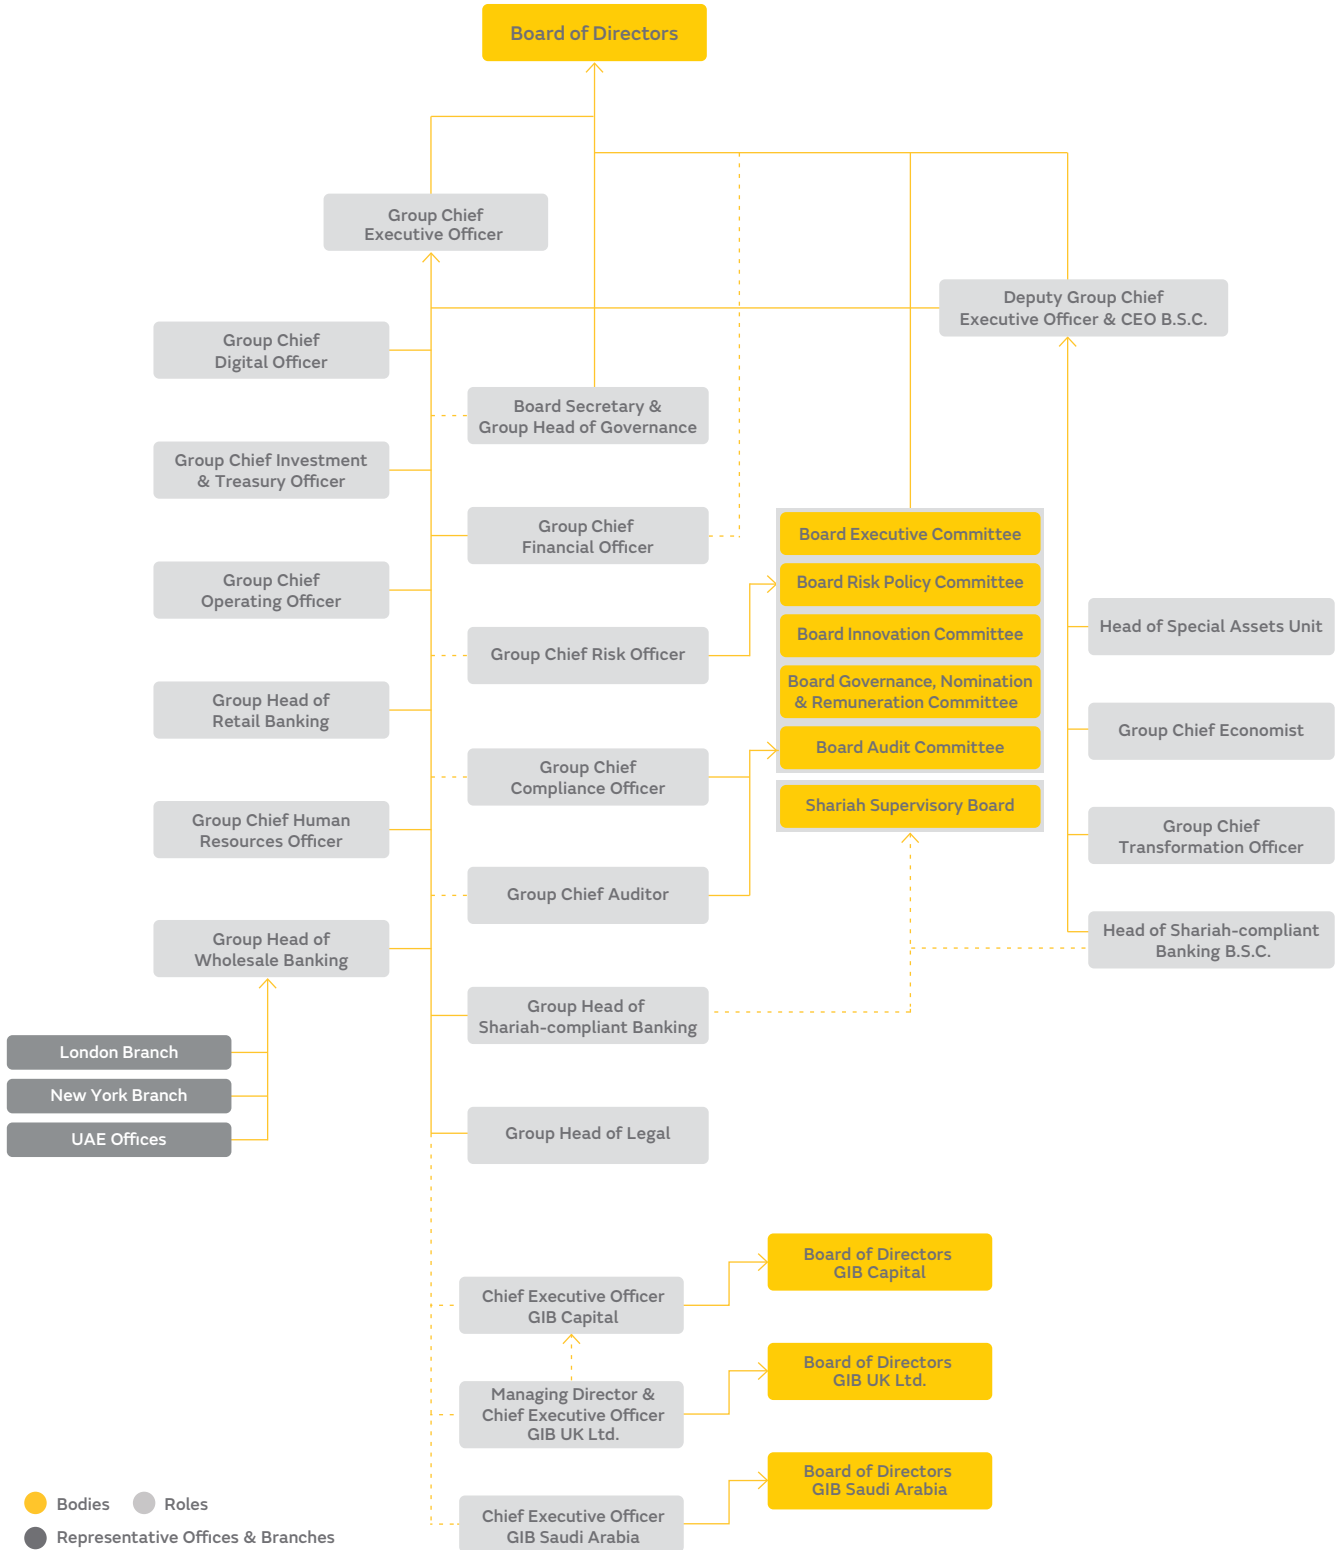 Board of Directors
Group Chief
Executive Officer
Deputy Group Chief
Executive Officer & CEO B.S.C.
Group Chief
Digital Officer
Board Secretary &
Group Head of Governance
Group Chief Investment
& Treasury Officer
Group Chief
Financial Officer
Board Executive Committee
Board Risk Policy Committee
Board Innovation Committee
Board Governance, Nomination
& Remuneration Committee
Board Audit Committee
Shariah Supervisory Board
Group Chief
Operating Officer
Group Chief Risk Officer
Head of Special Assets Unit
Group Head of
Retail Banking
Group Chief Economist
Group Chief
Compliance Officer
Group Chief Human
Resources Officer
Group Chief
Transformation Officer
Group Chief Auditor
Group Head of
Wholesale Banking
Head of Shariah-compliant
Banking B.S.C.
Group Head of
Shariah-compliant Banking
London Branch
New York Branch
UAE Offices
Group Head of Legal
Board of Directors
GIB Capital
Chief Executive Officer
GIB Capital
Board of Directors
GIB UK Ltd.
Managing Director &
Chief Executive Officer
GIB UK Ltd.
Board of Directors
GIB Saudi Arabia
Chief Executive Officer
GIB Saudi Arabia
Bodies
Roles
Representative Offices & Branches